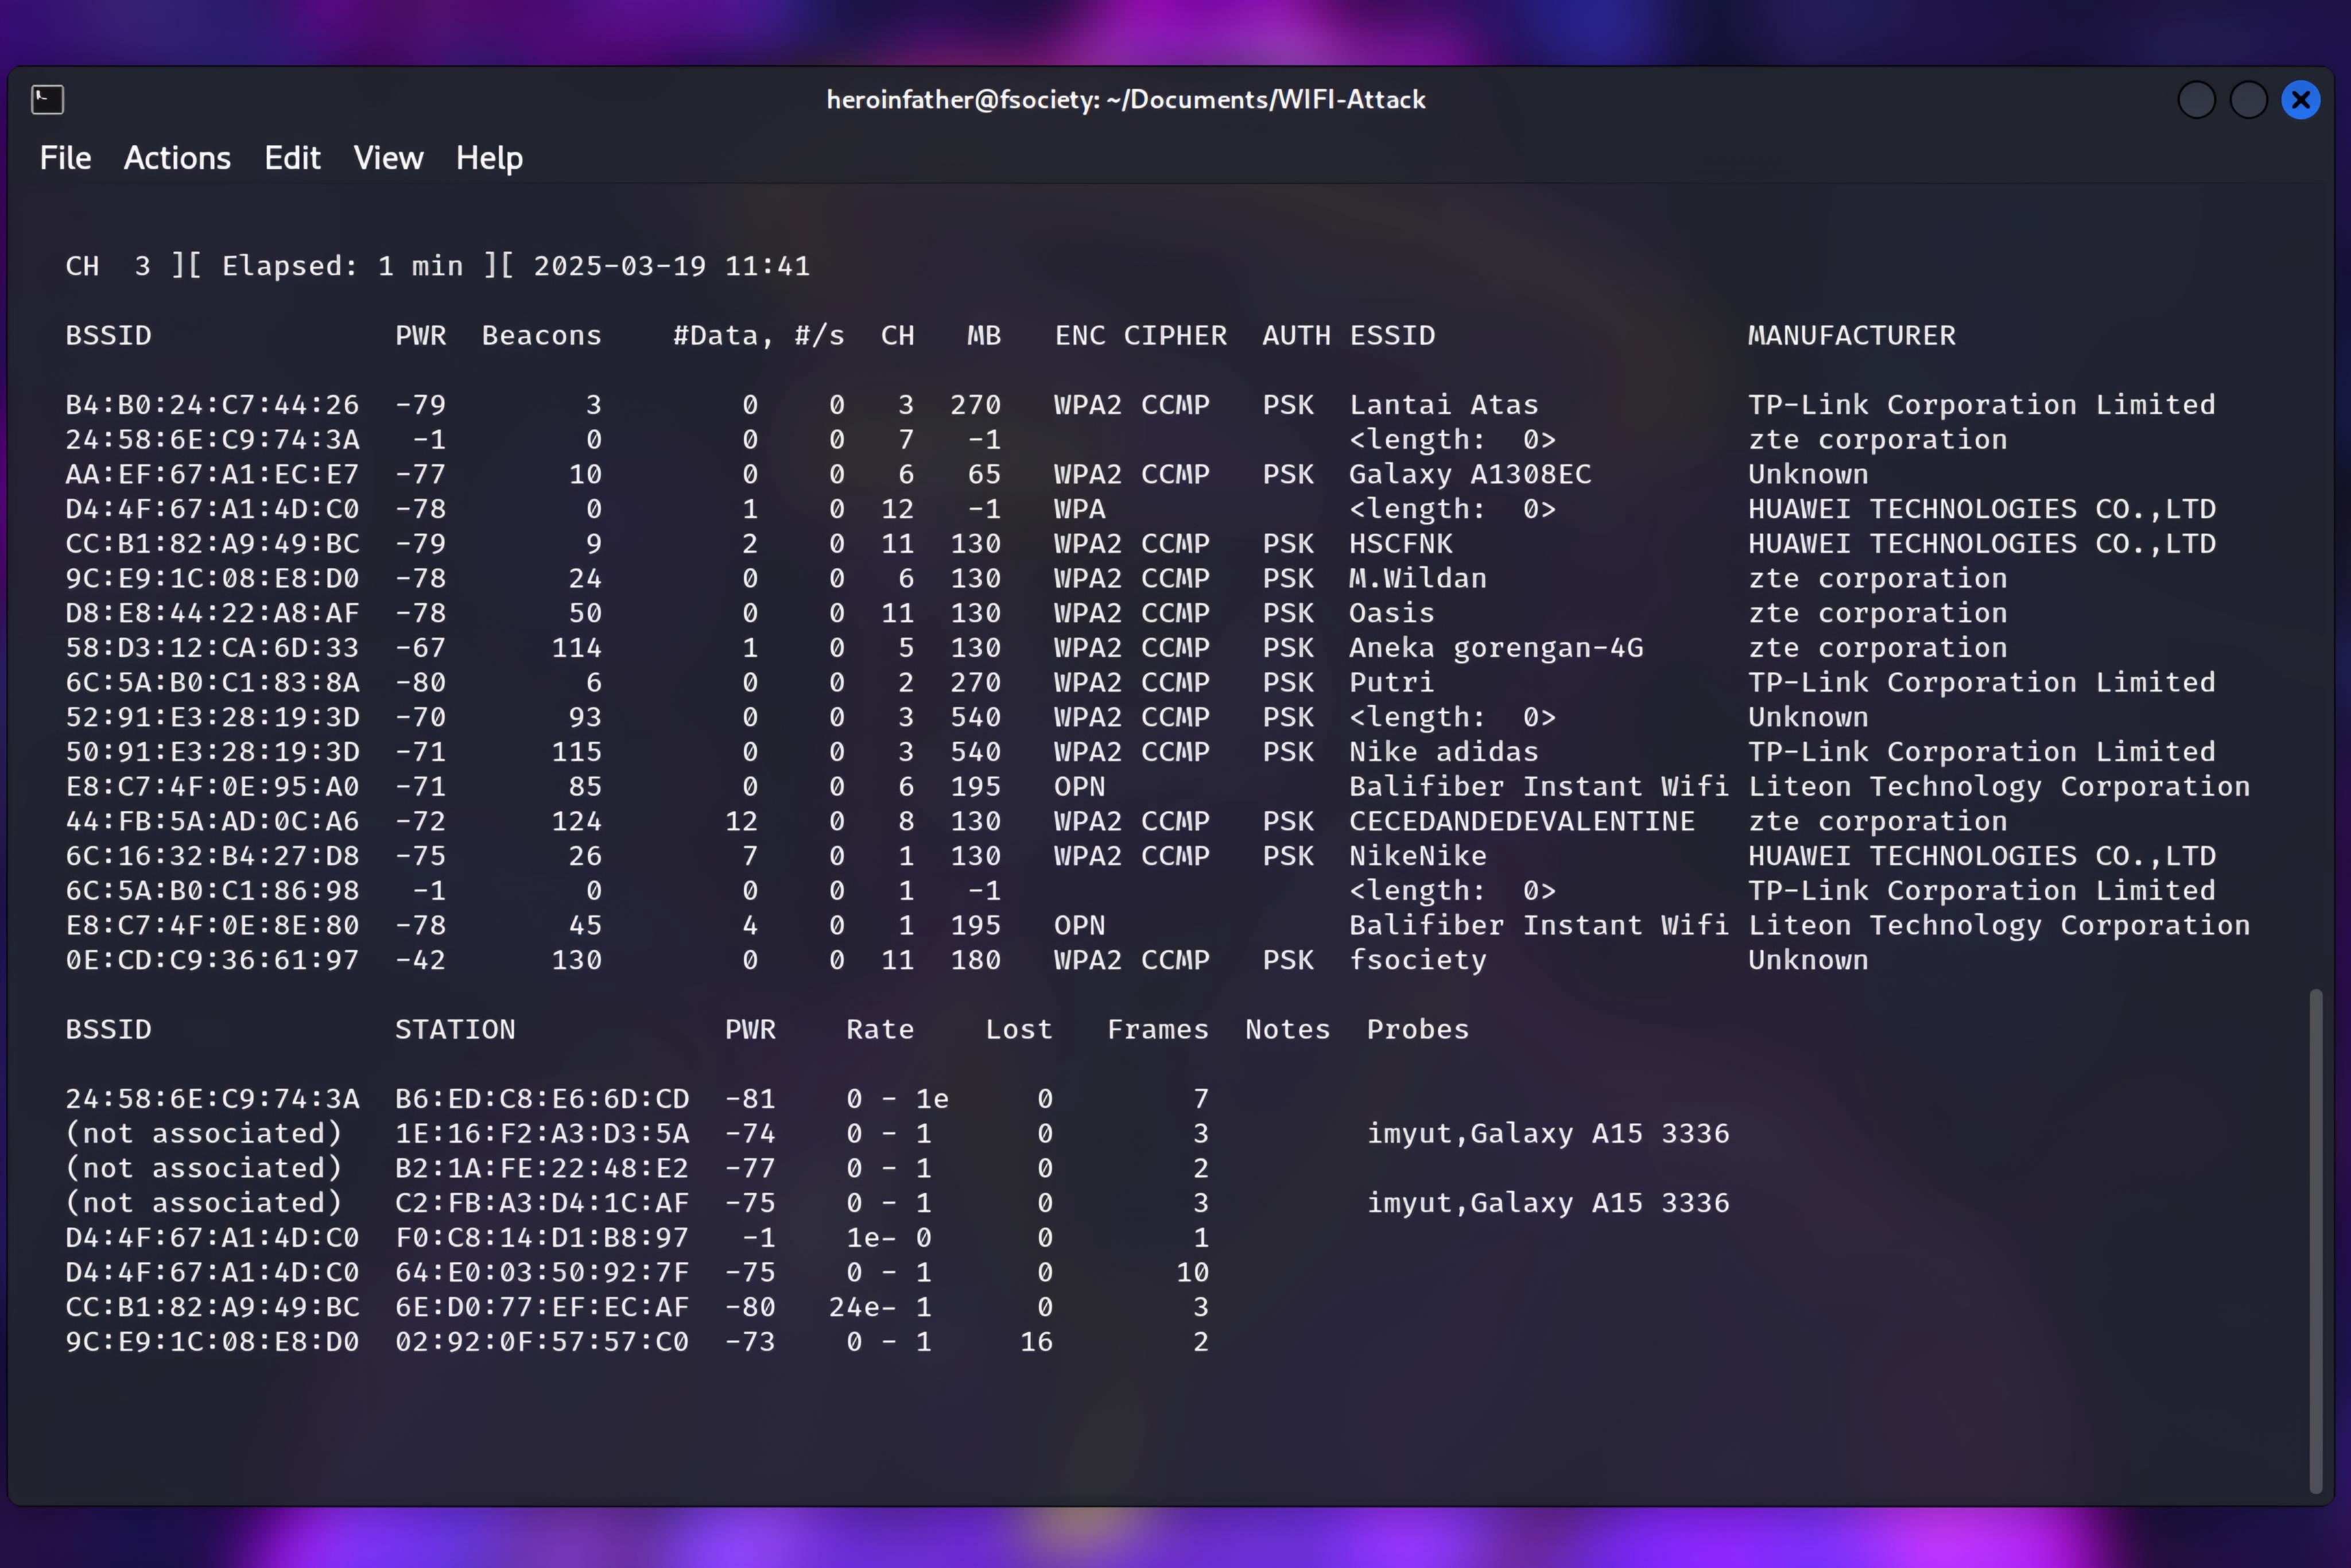 heroinfather@fsociety: ~/Documents/WIFI-Attack
File Actions Edit View Help
CH 3 ][ Elapsed: 1 min ][ 2025-03-19 11:41
BSSID PWR Beacons #Data, #/s CH MB ENC CIPHER AUTH ESSID MANUFACTURER
B4:B0:24:C7:44:26 -79 3 0 0 3 270 WPA2 CCMP PSK Lantai Atas TP-Link Corporation Limited
24:58:6E:C9:74:3A -1 0 0 0 7 -1 <length: 0> zte corporation
AA:EF:67:A1:EC:E7 -77 10 0 0 6 65 WPA2 CCMP PSK Galaxy A1308EC Unknown
D4:4F:67:A1:4D:C0 -78 0 1 0 12 -1 WPA <length: 0> HUAWEI TECHNOLOGIES CO.,LTD
CC:B1:82:A9:49:BC -79 9 2 0 11 130 WPA2 CCMP PSK HSCFNK HUAWEI TECHNOLOGIES CO.,LTD
9C:E9:1C:08:E8:D0 -78 24 0 0 6 130 WPA2 CCMP PSK M.Wildan zte corporation
D8:E8:44:22:A8:AF -78 50 0 0 11 130 WPA2 CCMP PSK Oasis zte corporation
58:D3:12:CA:6D:33 -67 114 1 0 5 130 WPA2 CCMP PSK Aneka gorengan-4G zte corporation
6C:5A:B0:C1:83:8A -80 6 0 0 2 270 WPA2 CCMP PSK Putri TP-Link Corporation Limited
52:91:E3:28:19:3D -70 93 0 0 3 540 WPA2 CCMP PSK <length: 0> Unknown
50:91:E3:28:19:3D -71 115 0 0 3 540 WPA2 CCMP PSK Nike adidas TP-Link Corporation Limited
E8:C7:4F:0E:95:A0 -71 85 0 0 6 195 OPN Balifiber Instant Wifi Liteon Technology Corporation
44:FB:5A:AD:0C:A6 -72 124 12 0 8 130 WPA2 CCMP PSK CECEDANDEDEVALENTINE zte corporation
6C:16:32:B4:27:D8 -75 26 7 0 1 130 WPA2 CCMP PSK NikeNike HUAWEI TECHNOLOGIES CO.,LTD
6C:5A:B0:C1:86:98 -1 0 0 0 1 -1 <length: 0> TP-Link Corporation Limited
E8:C7:4F:0E:8E:80 -78 45 4 0 1 195 OPN Balifiber Instant Wifi Liteon Technology Corporation
0E:CD:C9:36:61:97 -42 130 0 0 11 180 WPA2 CCMP PSK fsociety Unknown
BSSID STATION PWR Rate Lost Frames Notes Probes
24:58:6E:C9:74:3A B6:ED:C8:E6:6D:CD -81 0 - 1e 0 7
(not associated) 1E:16:F2:A3:D3:5A -74 0 - 1 0 3 imyut,Galaxy A15 3336
(not associated) B2:1A:FE:22:48:E2 -77 0 - 1 0 2
(not associated) C2:FB:A3:D4:1C:AF -75 0 - 1 0 3 imyut,Galaxy A15 3336
D4:4F:67:A1:4D:C0 F0:C8:14:D1:B8:97 -1 1e- 0 0 1
D4:4F:67:A1:4D:C0 64:E0:03:50:92:7F -75 0 - 1 0 10
CC:B1:82:A9:49:BC 6E:D0:77:EF:EC:AF -80 24e- 1 0 3
9C:E9:1C:08:E8:D0 02:92:0F:57:57:C0 -73 0 - 1 16 2